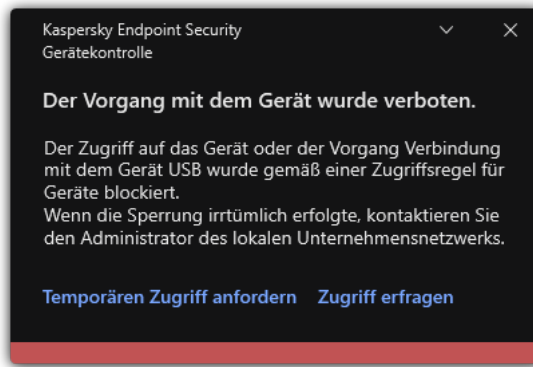 Kaspersky Endpoint Security
Gerätekontrolle
Der Vorgang mit dem Gerät wurde verboten.
Der Zugriff auf das Gerät oder der Vorgang Verbindung
mit dem Gerät USB wurde gemäß einer Zugriffsregel für
Geräte blockiert.
Wenn die Sperrung irrtümlich erfolgte, kontaktieren Sie
den Administrator des lokalen Unternehmensnetzwerks.
Temporären Zugriff anfordern Zugriff erfragen